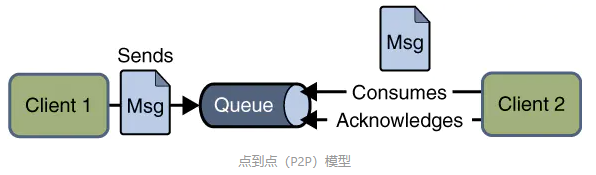 Sends
Msg
Client 1
Msg
Queue
Consumes
Acknowledges
Client 2
点到点（P2P）模型